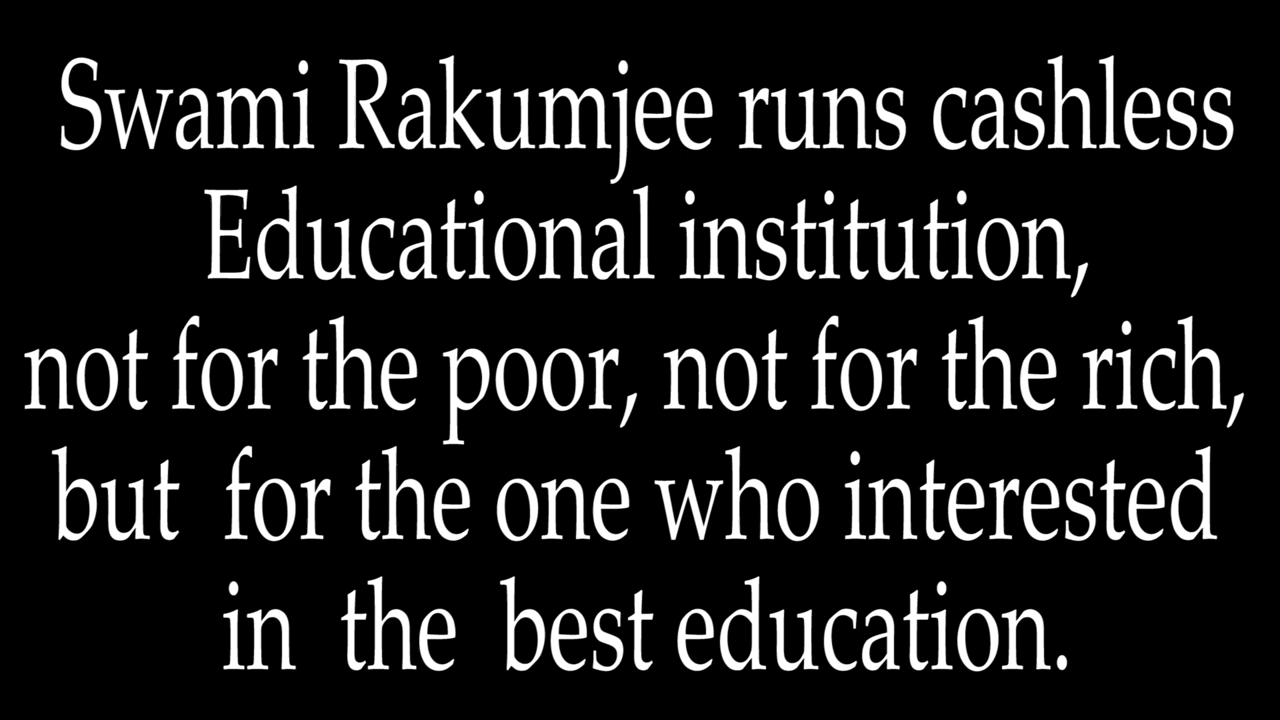 Swami Rakumjee runs cashless
Educational institution,
not for the poor, not for the rich,
but for the one who interested
in the best education.